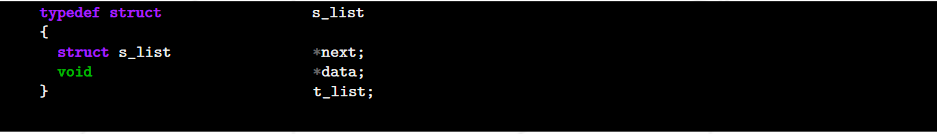 typedef struct s_list
{
struct s_list *next;
void *data;
} t_list;